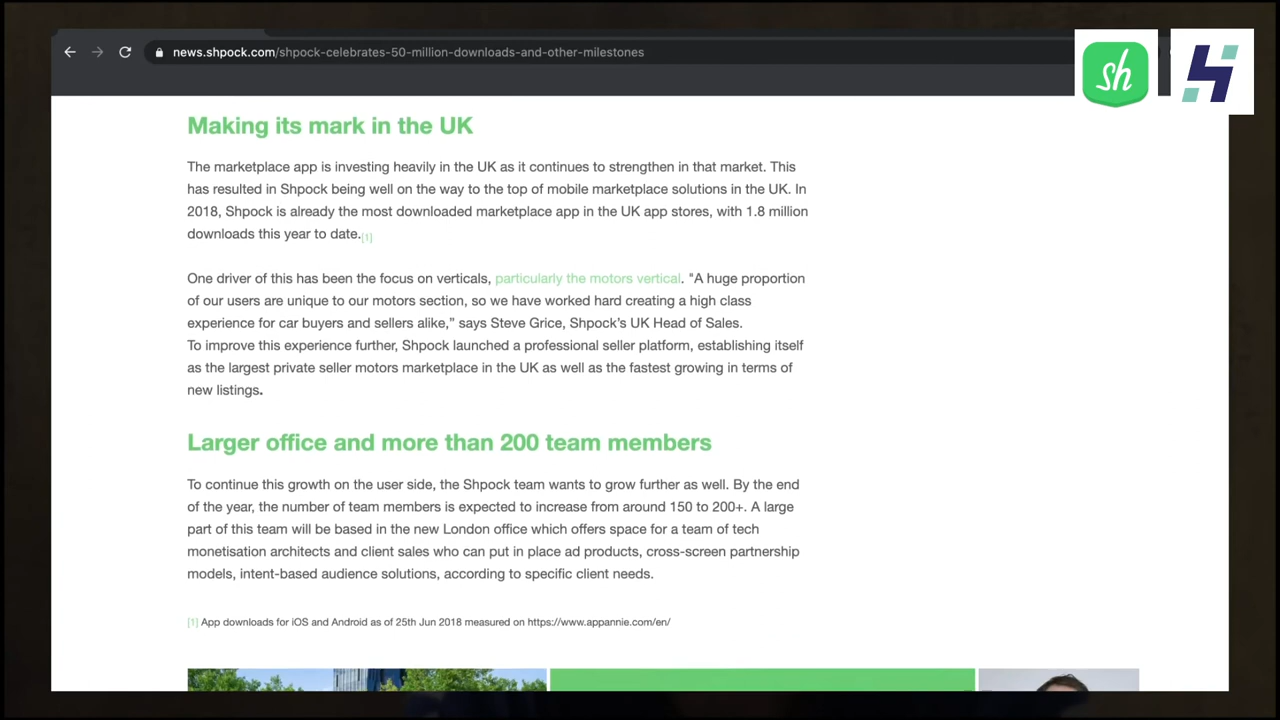 news.shpock.com/shpock-celebrates-50-million-downloads-and-other-milestones
sh
Making its mark in the UK
The marketplace app is investing heavily in the UK as it continues to strengthen in that market. This
has resulted in Shpock being well on the way to the top of mobile marketplace solutions in the UK. In
2018, Shpock is already the most downloaded marketplace app in the UK app stores, with 1.8 million
downloads this year to date.[1]
One driver of this has been the focus on verticals, particularly the motors vertical. "A huge proportion
of our users are unique to our motors section, so we have worked hard creating a high class
experience for car buyers and sellers alike,” says Steve Grice, Shpock’s UK Head of Sales.
To improve this experience further, Shpock launched a professional seller platform, establishing itself
as the largest private seller motors marketplace in the UK as well as the fastest growing in terms of
new listings.
Larger office and more than 200 team members
To continue this growth on the user side, the Shpock team wants to grow further as well. By the end
of the year, the number of team members is expected to increase from around 150 to 200+. A large
part of this team will be based in the new London office which offers space for a team of tech
monetisation architects and client sales who can put in place ad products, cross-screen partnership
models, intent-based audience solutions, according to specific client needs.
[1] App downloads for iOS and Android as of 25th Jun 2018 measured on https://www.appannie.com/en/